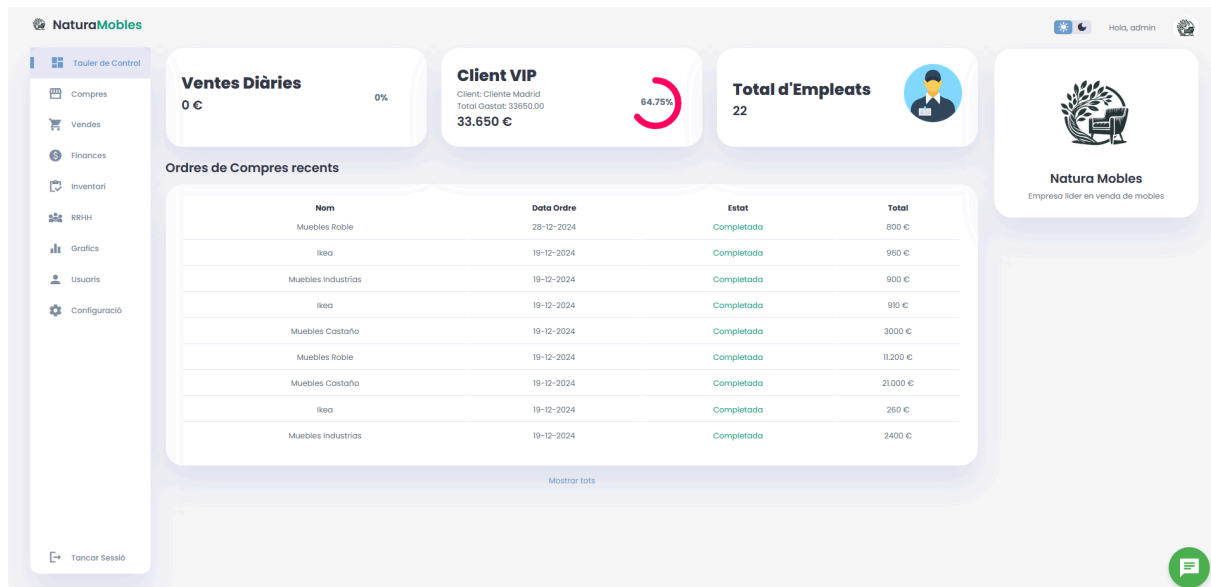 NaturaMobles
Hola, admin
Tauler de Control
Compres
Vendes
Finances
Inventari
RRHH
Grafics
Usuaris
Configuració
Tancar Sessió
Ventes Diàries
0 €
0%
Client VIP
Client: Cliente Madrid
Total Gastat: 33650.00
33.650 €
64.75%
Total d'Empleats
22
Natura Mobles
Empresa líder en venda de mobles
Ordres de Compres recents
Nom Data Ordre Estat Total
Muebles Roble 28-12-2024 Completada 800 €
Ikea 19-12-2024 Completada 960 €
Muebles Industrias 19-12-2024 Completada 900 €
Ikea 19-12-2024 Completada 910 €
Muebles Castaño 19-12-2024 Completada 3000 €
Muebles Roble 19-12-2024 Completada 11.200 €
Muebles Castaño 19-12-2024 Completada 21.000 €
Ikea 19-12-2024 Completada 260 €
Muebles Industrias 19-12-2024 Completada 2400 €
Mostrar tots